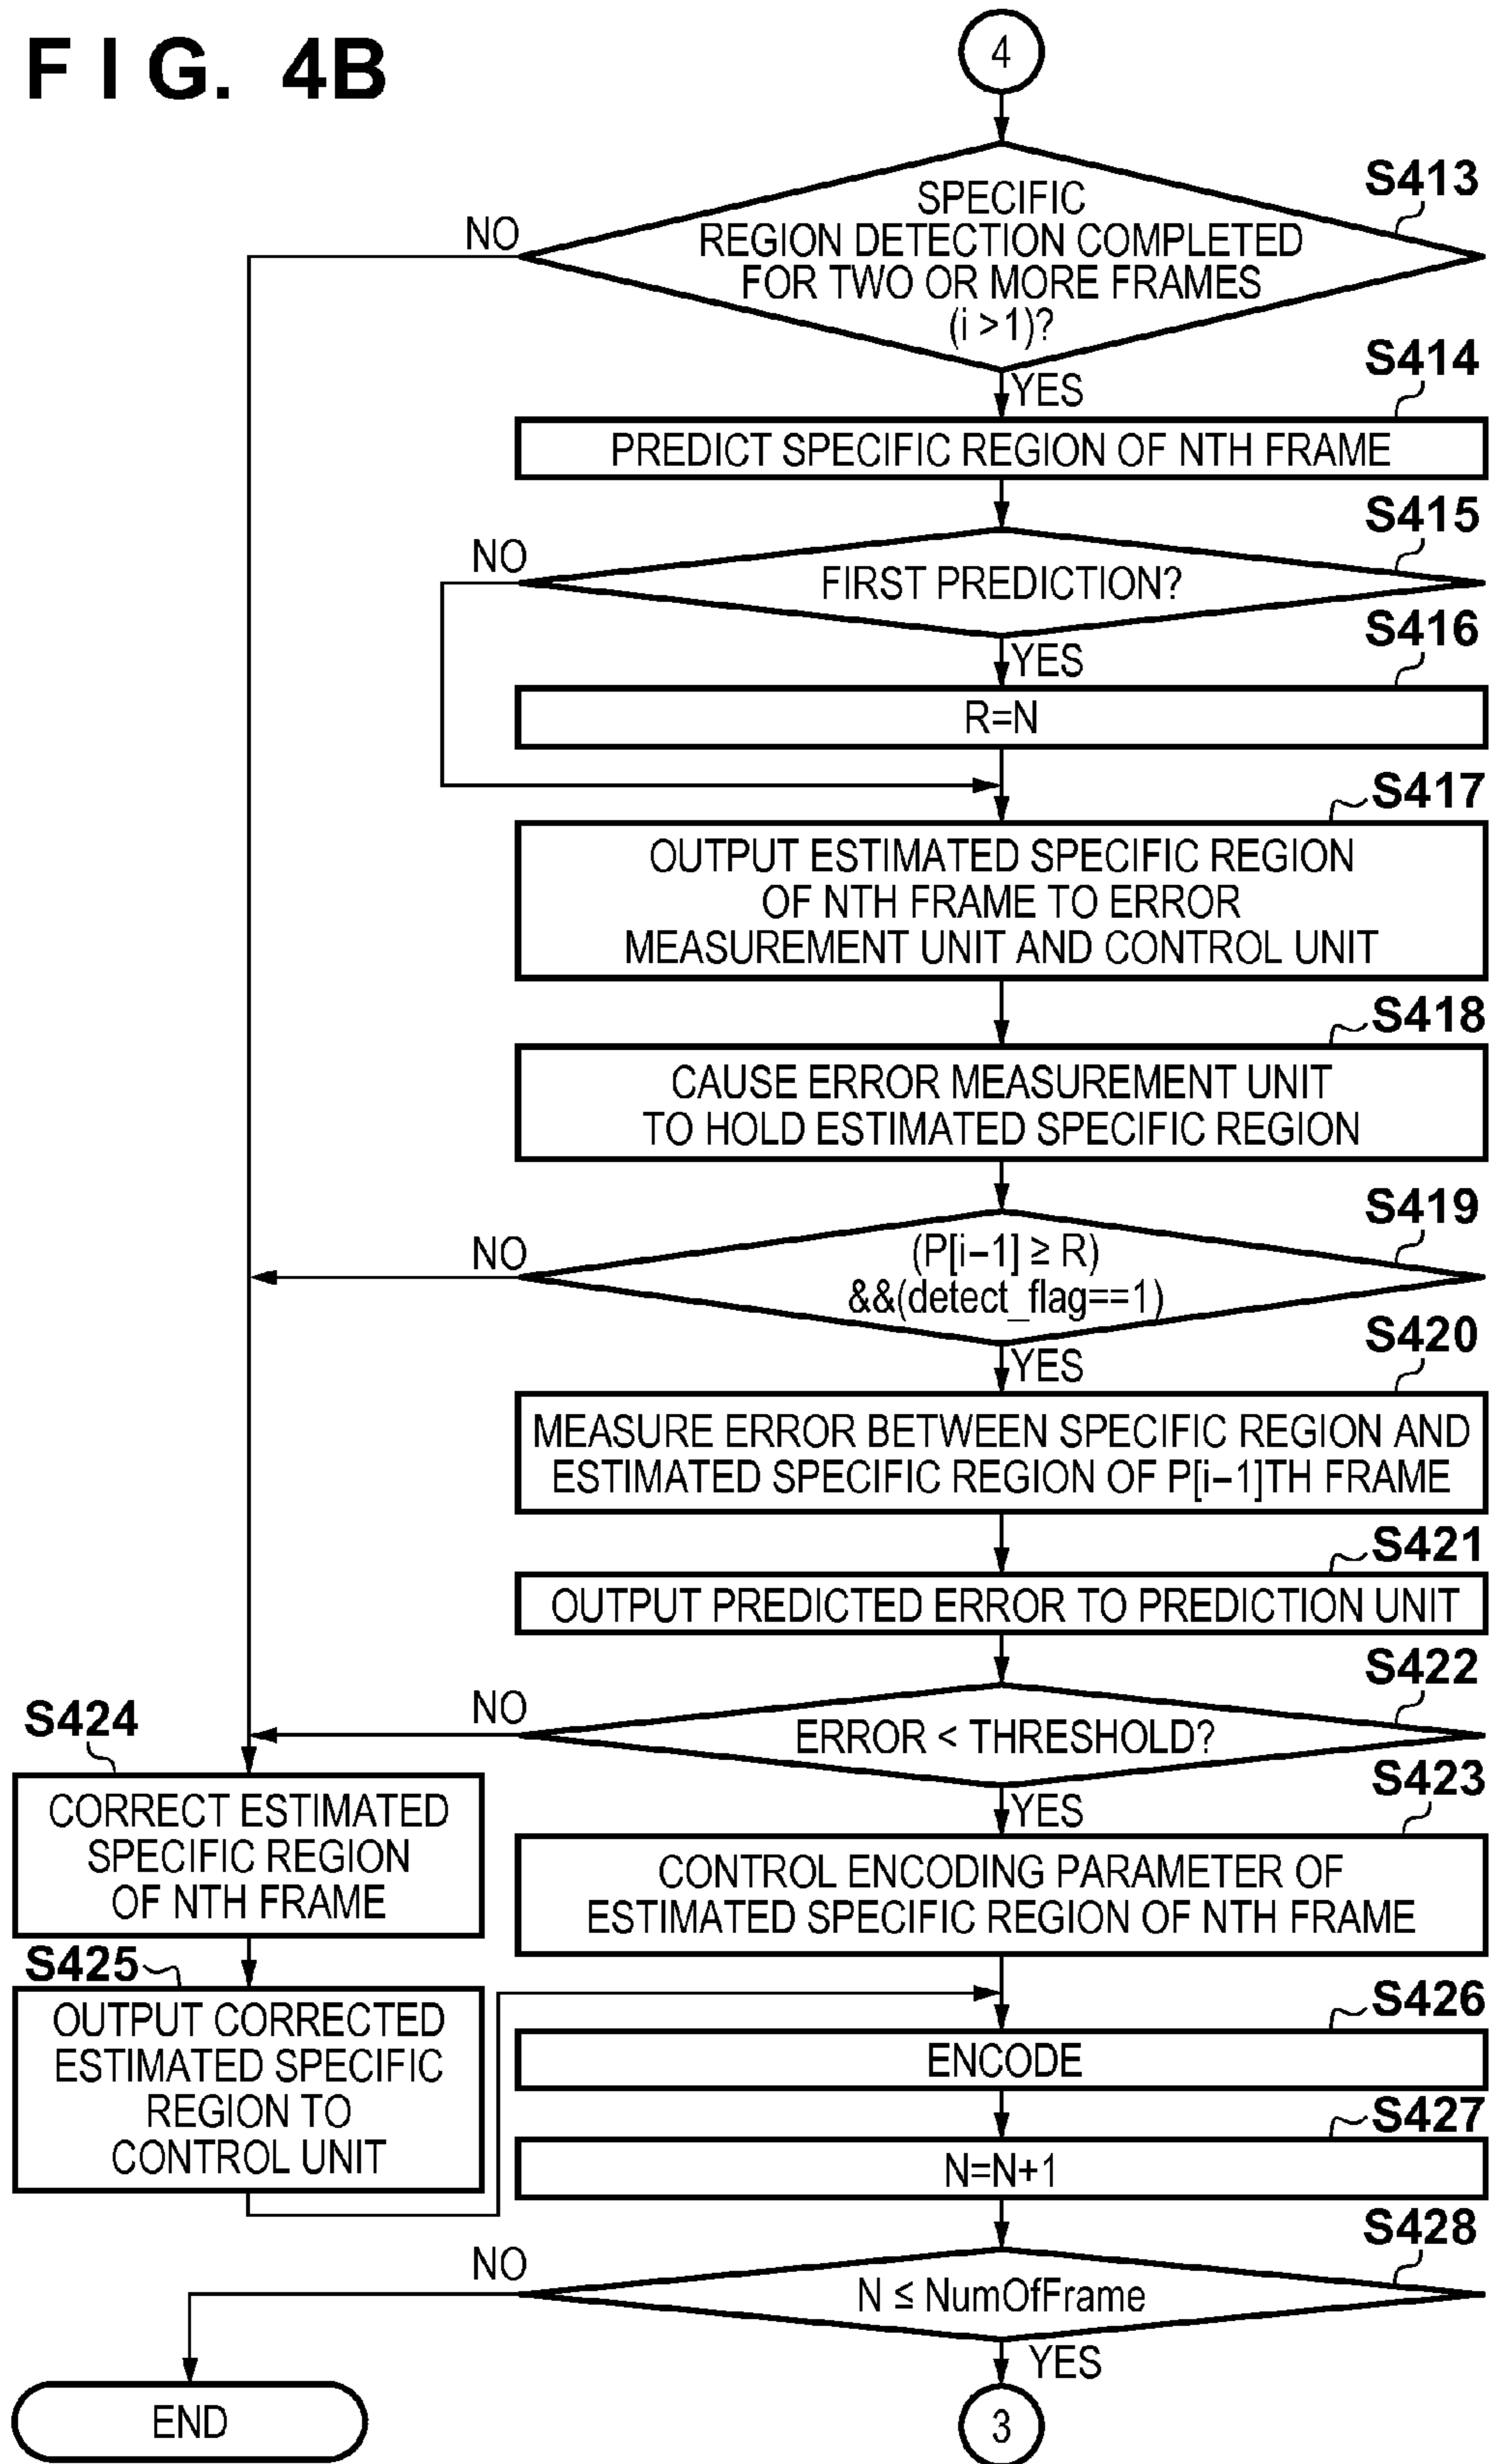 FIG. 4B
4
S413
SPECIFIC
REGION DETECTION COMPLETED
FOR TWO OR MORE FRAMES
(i >1)?
NO
YES
S414
PREDICT SPECIFIC REGION OF NTH FRAME
S415
FIRST PREDICTION?
NO
YES
S416
R=N
S417
OUTPUT ESTIMATED SPECIFIC REGION
OF NTH FRAME TO ERROR
MEASUREMENT UNIT AND CONTROL UNIT
S418
CAUSE ERROR MEASUREMENT UNIT
TO HOLD ESTIMATED SPECIFIC REGION
S419
(P[i−1] ≥ R)
&&(detect_flag==1)
NO
YES
S420
MEASURE ERROR BETWEEN SPECIFIC REGION AND
ESTIMATED SPECIFIC REGION OF P[i−1]TH FRAME
S421
OUTPUT PREDICTED ERROR TO PREDICTION UNIT
S422
ERROR < THRESHOLD?
NO
YES
S423
CONTROL ENCODING PARAMETER OF
ESTIMATED SPECIFIC REGION OF NTH FRAME
S424
CORRECT ESTIMATED
SPECIFIC REGION
OF NTH FRAME
S425
OUTPUT CORRECTED
ESTIMATED SPECIFIC
REGION TO
CONTROL UNIT
S426
ENCODE
S427
N=N+1
S428
N ≤ NumOfFrame
NO
YES
END
3